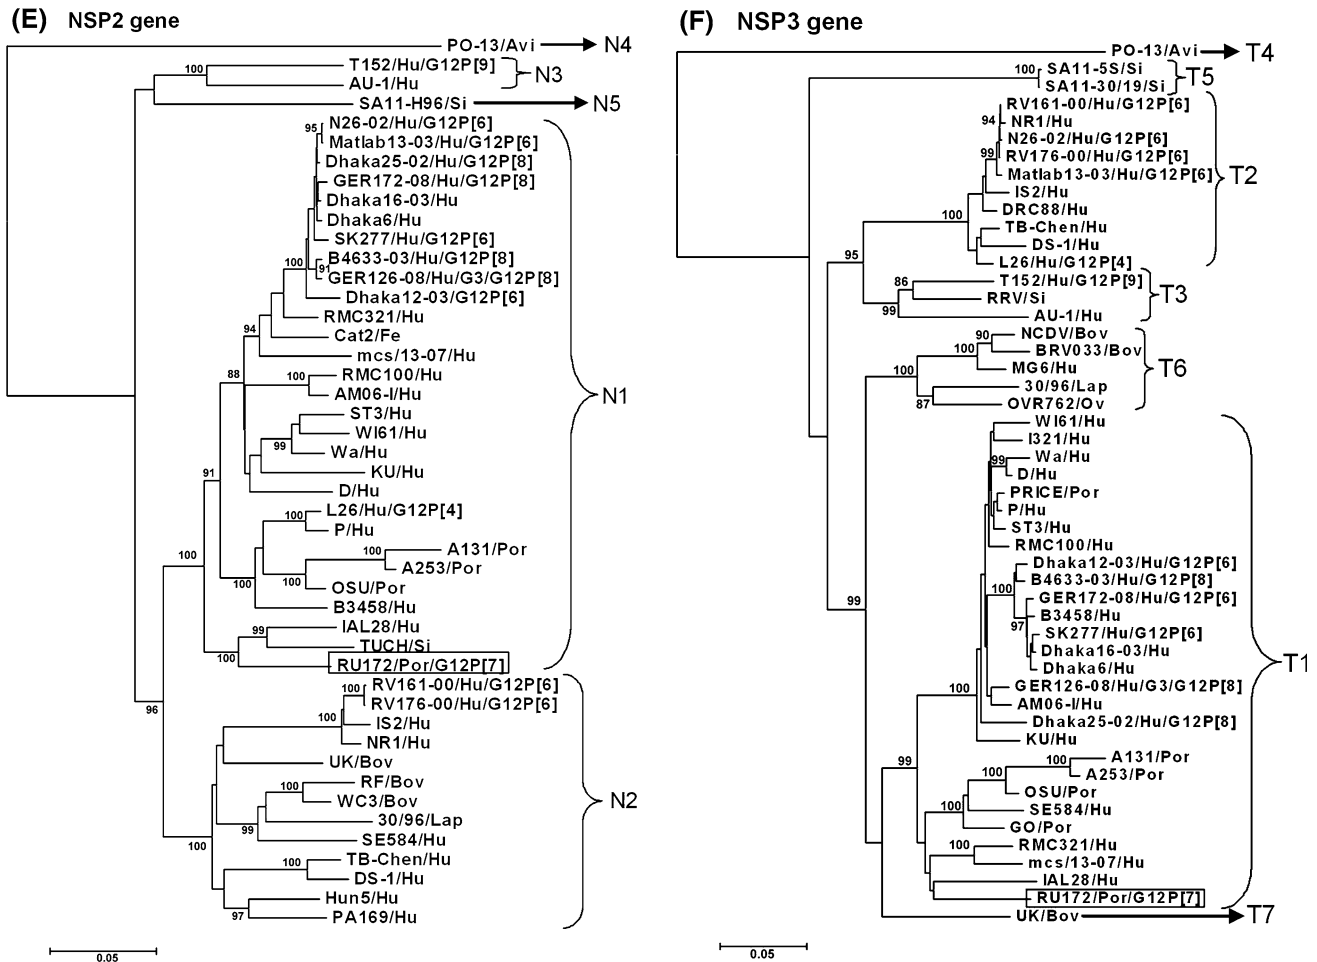 (E) NSP2 gene
PO-13/Avi N4
T152/Hu/G12P[9]
100
N3
AU-1/Hu
SA11-H96/Si N5
N26-02/Hu/G12P[6]
95
Matlab13-03/Hu/G12P[6]
Dhaka25-02/Hu/G12P[8]
GER172-08/Hu/G12P[8]
Dhaka16-03/Hu
Dhaka6/Hu
SK277/Hu/G12P[6]
B4633-03/Hu/G12P[8]
100
91
GER126-08/Hu/G3/G12P[8]
Dhaka12-03/G12P[6]
RMC321/Hu
94
Cat2/Fe
mcs/13-07/Hu
88
100
RMC100/Hu
AM06-I/Hu
N1
ST3/Hu
WI61/Hu
99
Wa/Hu
91
KU/Hu
D/Hu
L26/Hu/G12P[4]
100
P/Hu
100
100
A131/Por
A253/Por
100
100
OSU/Por
B3458/Hu
IAL28/Hu
99
TUCH/Si
100
RU172/Por/G12P[7]
96
RV161-00/Hu/G12P[6]
100
RV176-00/Hu/G12P[6]
100
IS2/Hu
NR1/Hu
UK/Bov
RF/Bov
100
WC3/Bov
N2
30/96/Lap
99
SE584/Hu
100
TB-Chen/Hu
100
DS-1/Hu
Hun5/Hu
97
PA169/Hu
0.05
(F) NSP3 gene
PO-13/Avi T4
SA11-5S/Si
100
T5
SA11-30/19/Si
RV161-00/Hu/G12P[6]
94
NR1/Hu
N26-02/Hu/G12P[6]
99
RV176-00/Hu/G12P[6]
Matlab13-03/Hu/G12P[6]
T2
IS2/Hu
DRC88/Hu
100
TB-Chen/Hu
DS-1/Hu
95
L26/Hu/G12P[4]
86
T152/Hu/G12P[9]
RRV/Si
T3
99
AU-1/Hu
90
NCDV/Bov
100
BRV033/Bov
100
MG6/Hu
T6
30/96/Lap
87
OVR762/Ov
WI61/Hu
I321/Hu
99
Wa/Hu
D/Hu
PRICE/Por
P/Hu
ST3/Hu
RMC100/Hu
Dhaka12-03/Hu/G12P[6]
B4633-03/Hu/G12P[8]
100
99
GER172-08/Hu/G12P[6]
B3458/Hu
97
SK277/Hu/G12P[6]
Dhaka16-03/Hu
T1
Dhaka6/Hu
100
GER126-08/Hu/G3/G12P[8]
AM06-I/Hu
Dhaka25-02/Hu/G12P[8]
KU/Hu
99
100
A131/Por
100
A253/Por
OSU/Por
100
SE584/Hu
GO/Por
100
RMC321/Hu
mcs/13-07/Hu
IAL28/Hu
RU172/Por/G12P[7]
UK/Bov T7
0.05